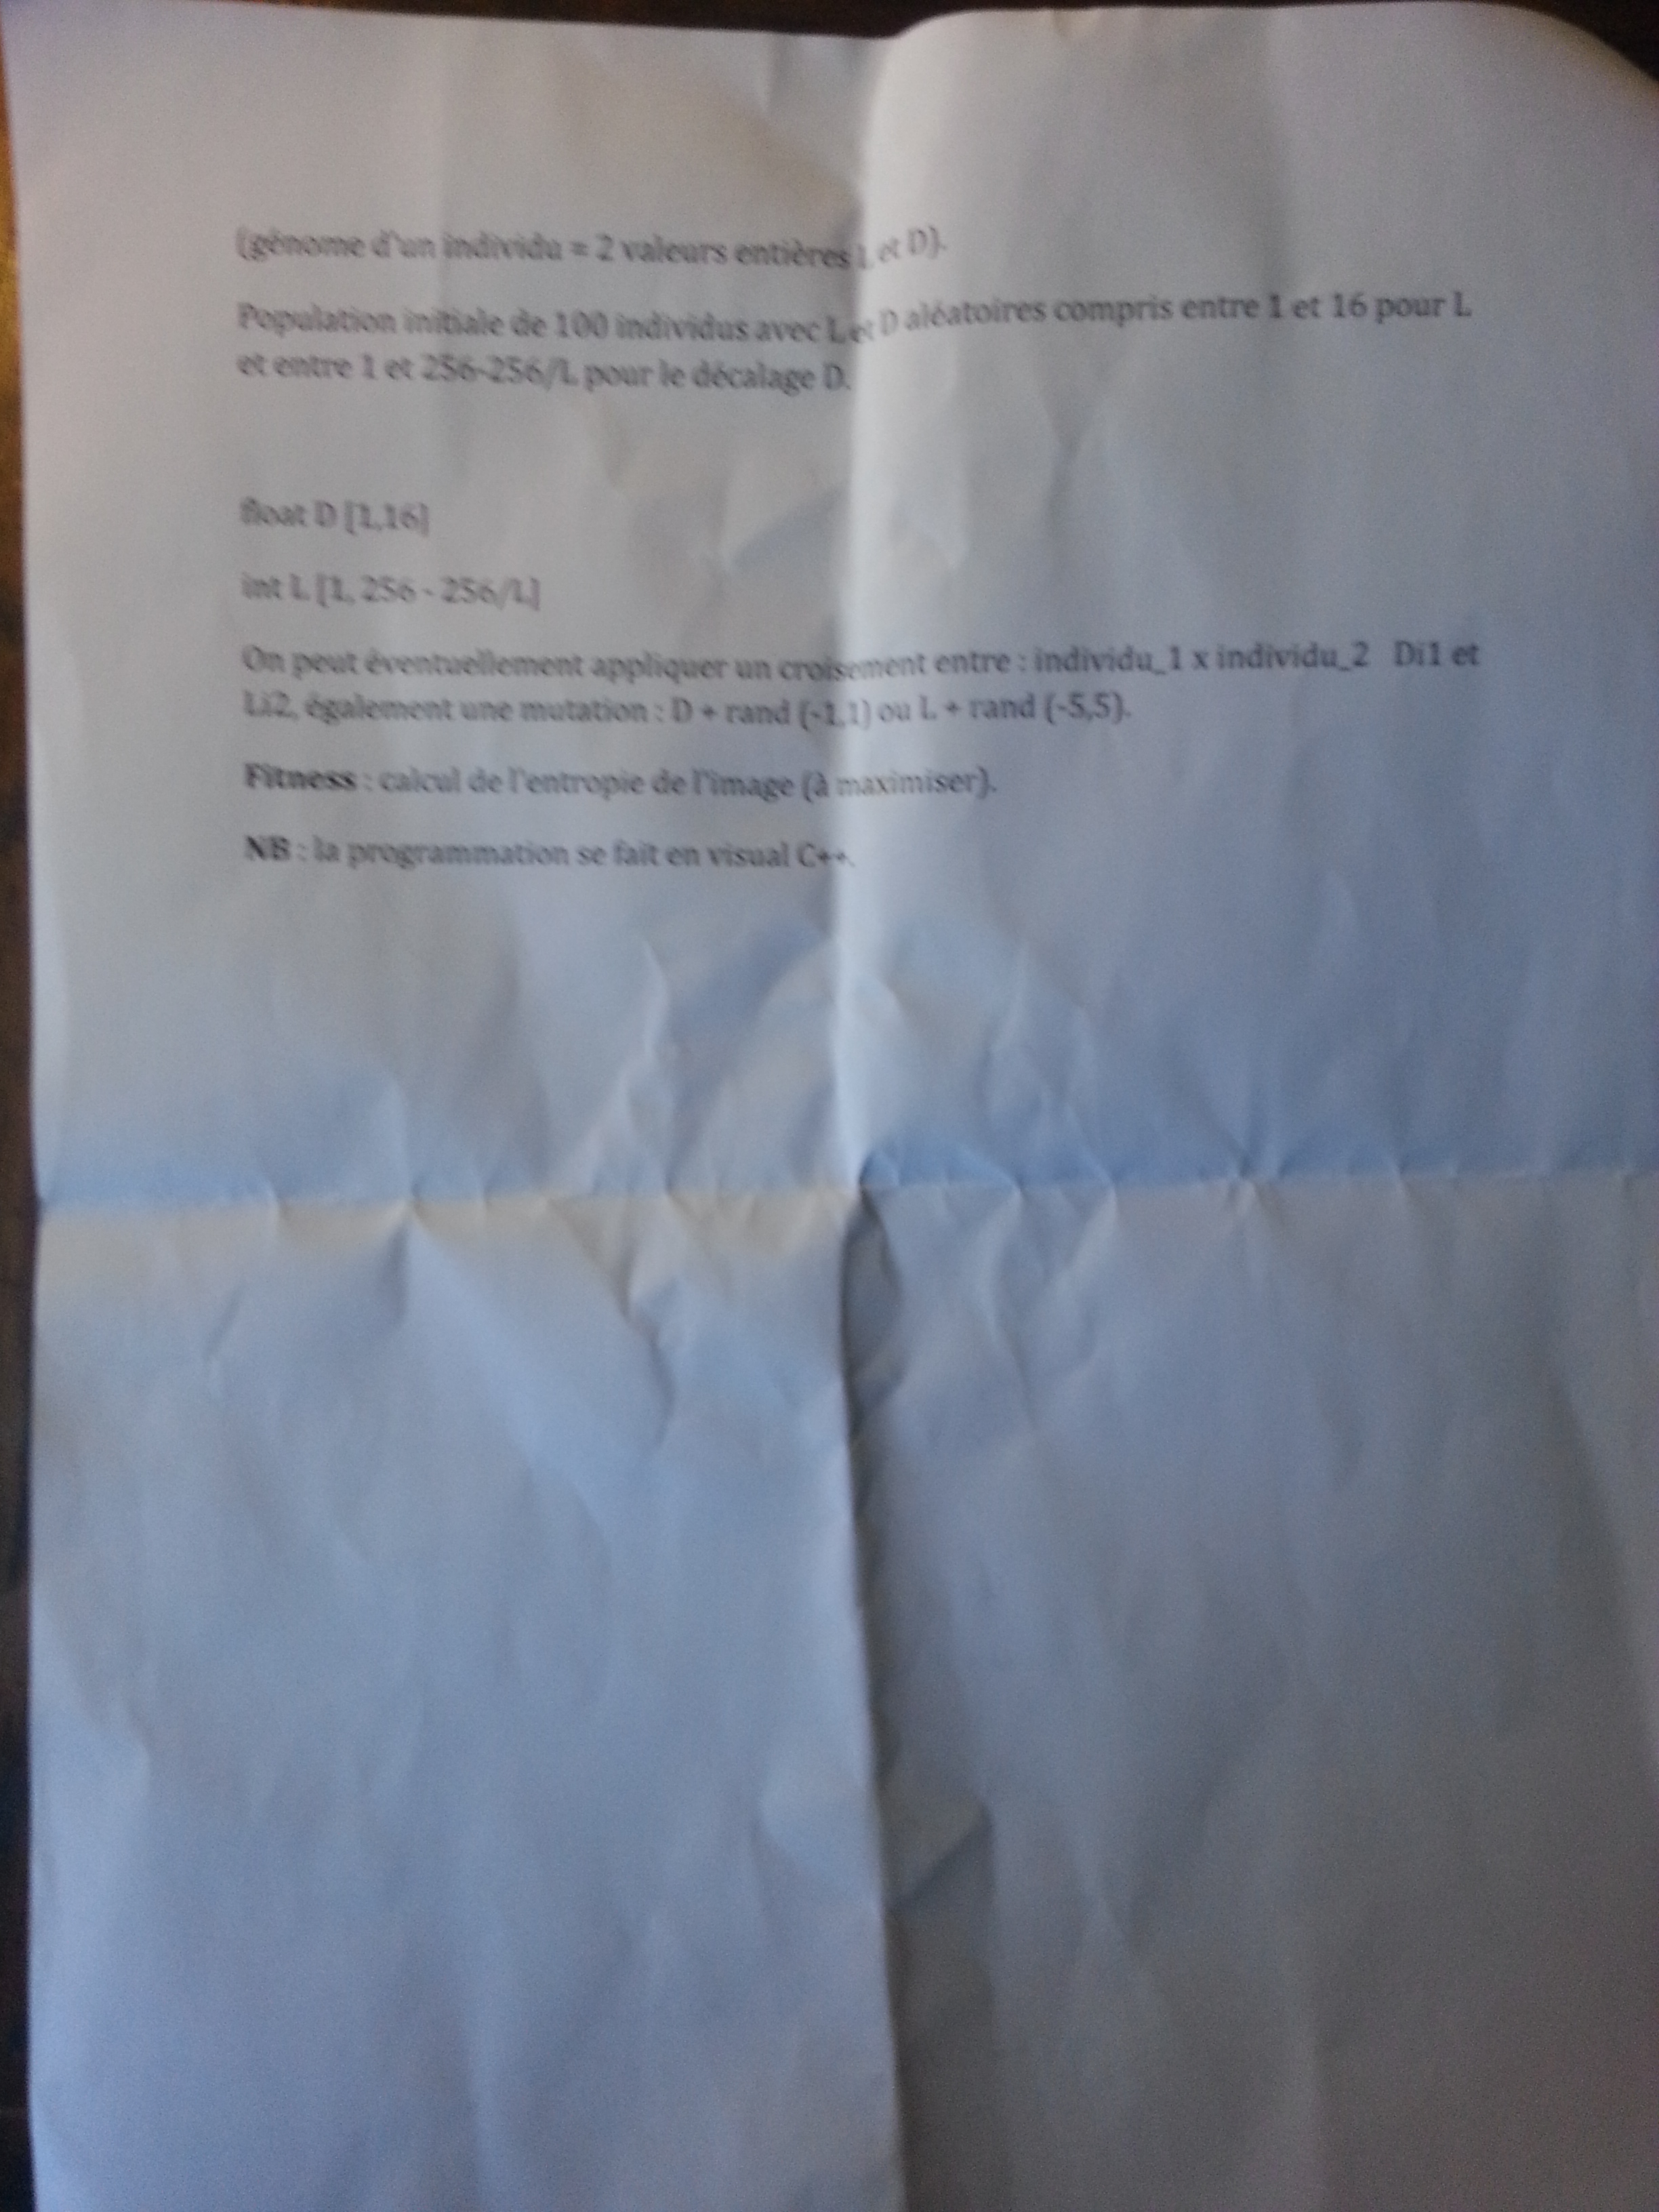 (génome d'un individu = 2 valeurs entières L et D).
Population initiale de 100 individus avec L et D aléatoires compris entre 1 et 16 pour L
et entre 1 et 256-256/L pour le décalage D.
float D [1,16]
int L [1, 256 - 256/L]
On peut éventuellement appliquer un croisement entre : individu_1 x individu_2 Di1 et
Li2, également une mutation : D + rand (-1,1) ou L + rand (-5,5).
Fitness : calcul de l'entropie de l'image (à maximiser).
NB : la programmation se fait en visual C++.